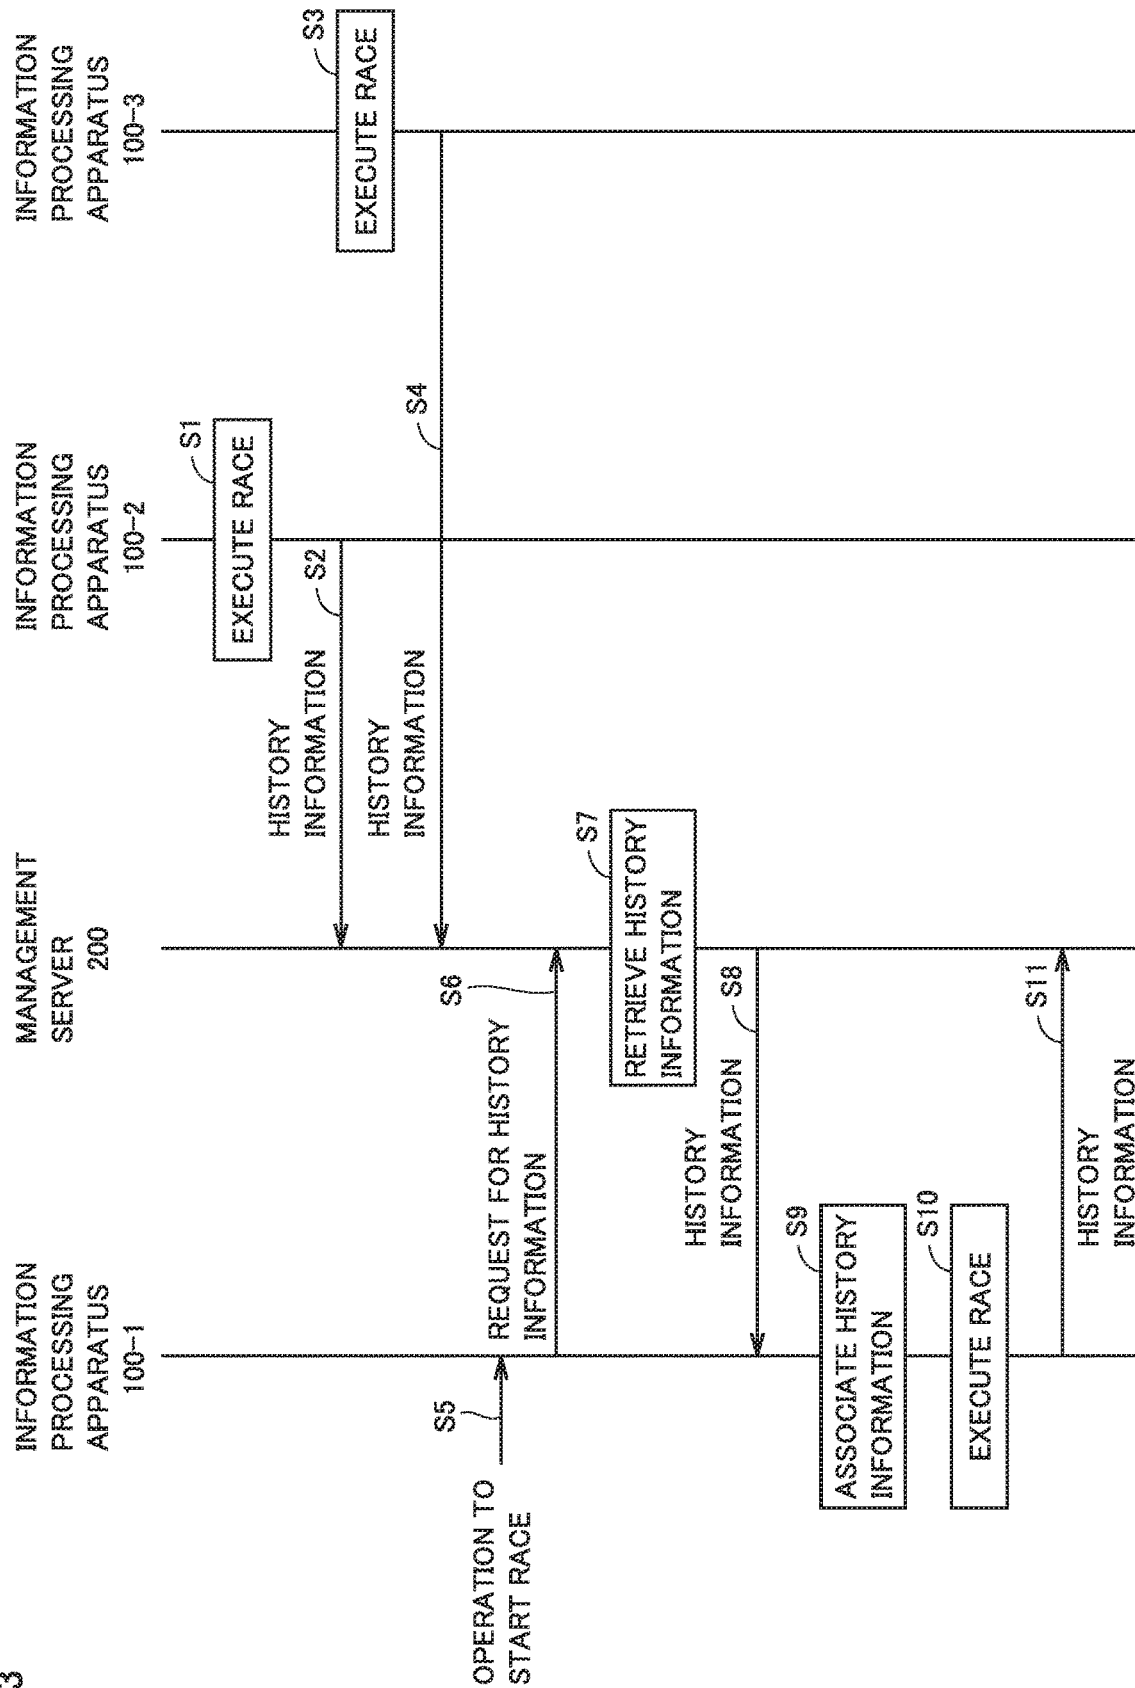 3
INFORMATION
PROCESSING
APPARATUS
100-1
MANAGEMENT
SERVER
200
INFORMATION
PROCESSING
APPARATUS
100-2
INFORMATION
PROCESSING
APPARATUS
100-3
S1
EXECUTE RACE
HISTORY
INFORMATION
S2
S3
EXECUTE RACE
HISTORY
INFORMATION
S4
OPERATION TO
START RACE
S5
REQUEST FOR HISTORY
INFORMATION
S6
S7
RETRIEVE HISTORY
INFORMATION
HISTORY
INFORMATION
S8
S9
ASSOCIATE HISTORY
INFORMATION
S10
EXECUTE RACE
S11
HISTORY
INFORMATION